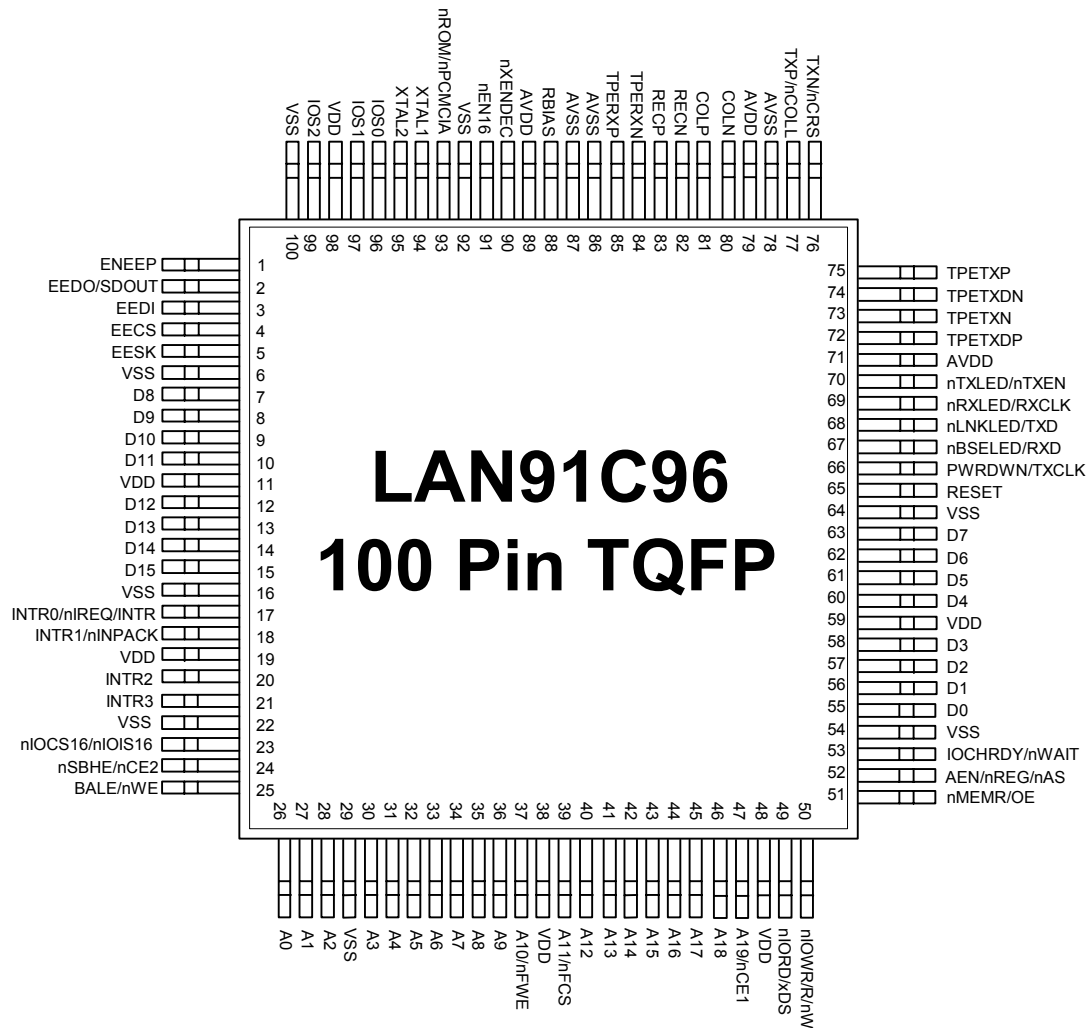 VSS
IOS2
VDD
IOS1
IOS0
XTAL2
XTAL1
nROM/nPCMCIA
VSS
nEN16
nXENDEC
AVDD
RBIAS
AVSS
AVSS
TPERXP
TPERXN
RECP
RECN
COLP
COLN
AVDD
AVSS
TXP/nCOLL
TXN/nCRS
100
99
98
97
96
95
94
93
92
91
90
89
88
87
86
85
84
83
82
81
80
79
78
77
76
ENEEP 1
EEDO/SDOUT 2
EEDI 3
EECS 4
EESK 5
VSS 6
D8 7
D9 8
D10 9
D11 10
VDD 11
D12 12
D13 13
D14 14
D15 15
VSS 16
INTR0/nIREQ/INTR 17
INTR1/nINPACK 18
VDD 19
INTR2 20
INTR3 21
VSS 22
nIOCS16/nIOIS16 23
nSBHE/nCE2 24
BALE/nWE 25
LAN91C96
100 Pin TQFP
75 TPETXP
74 TPETXDN
73 TPETXN
72 TPETXDP
71 AVDD
70 nTXLED/nTXEN
69 nRXLED/RXCLK
68 nLNKLED/TXD
67 nBSELED/RXD
66 PWRDWN/TXCLK
65 RESET
64 VSS
63 D7
62 D6
61 D5
60 D4
59 VDD
58 D3
57 D2
56 D1
55 D0
54 VSS
53 IOCHRDY/nWAIT
52 AEN/nREG/nAS
51 nMEMR/OE
26
27
28
29
30
31
32
33
34
35
36
37
38
39
40
41
42
43
44
45
46
47
48
49
50
A0
A1
A2
VSS
A3
A4
A5
A6
A7
A8
A9
A10/nFWE
VDD
A11/nFCS
A12
A13
A14
A15
A16
A17
A18
A19/nCE1
VDD
nIORD/xDS
nIOWR/R/nW